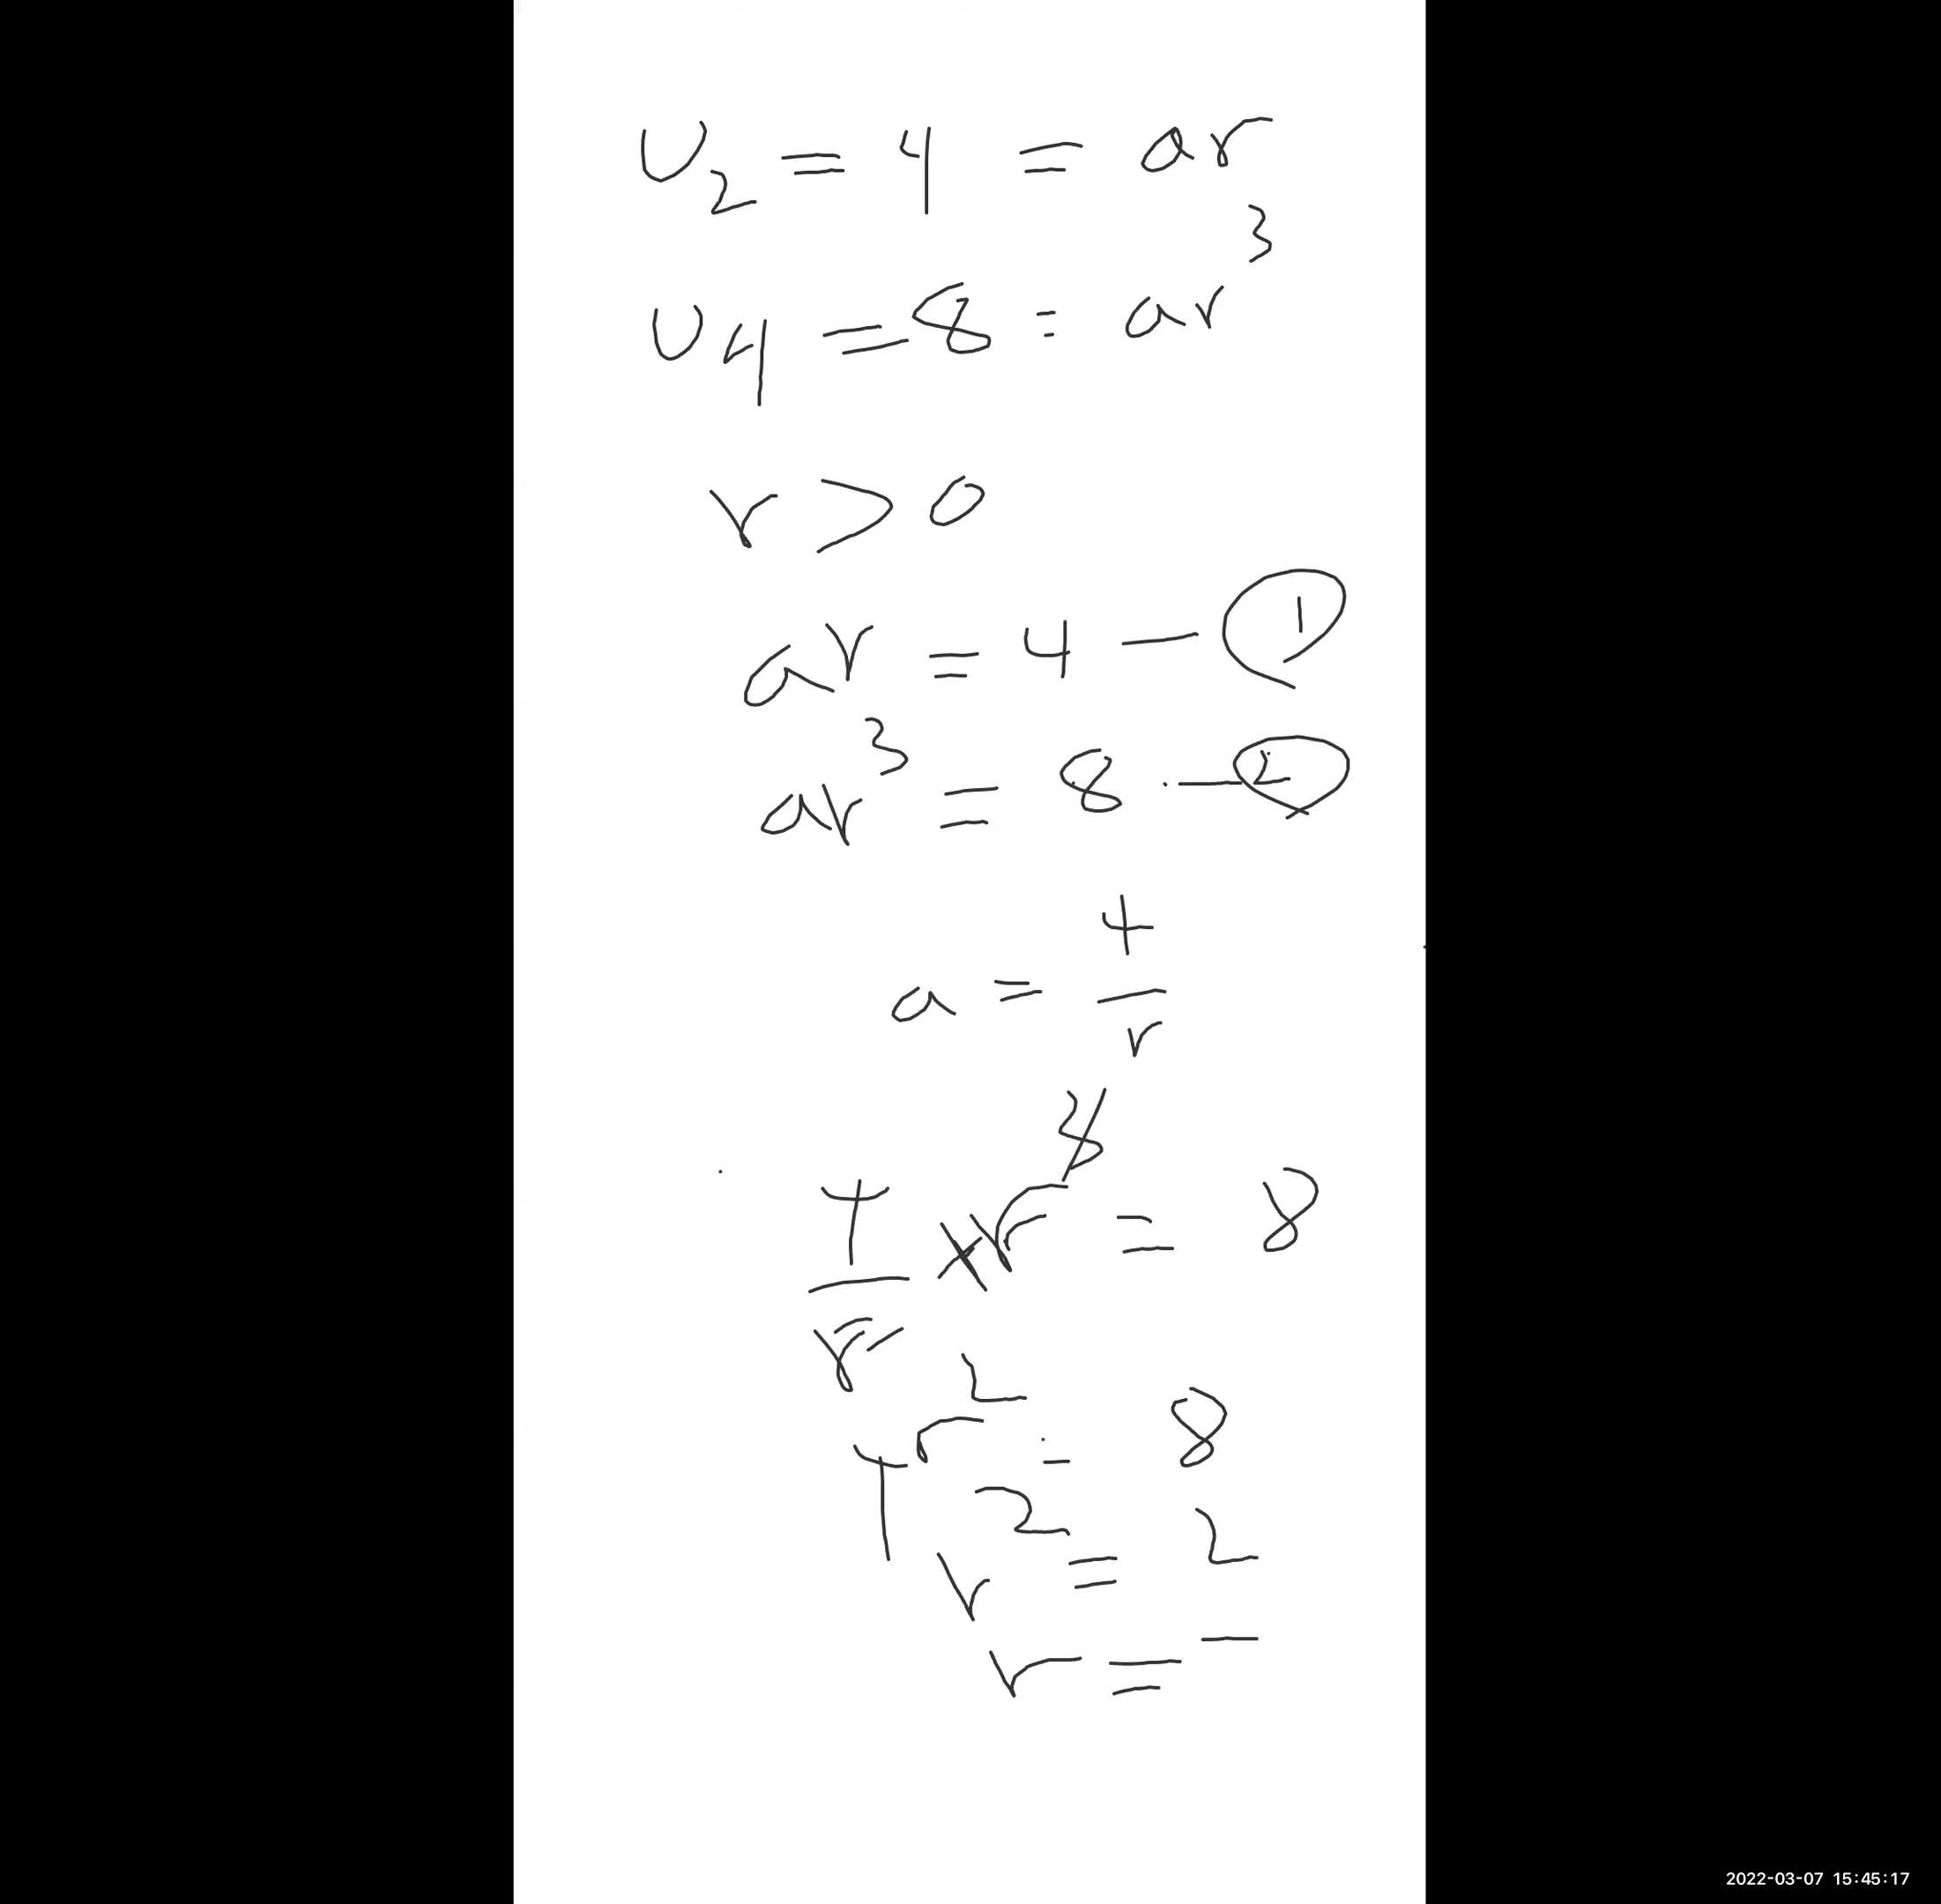 U₂ = 4 = ar
U4 = 8 = ar³
r > 0
ar = 4 — ①
ar³ = 8 — ②
a = 4/r
4/r × r³ = 8
4r² = 8
r² = 2
r =
2022-03-07 15:45:17